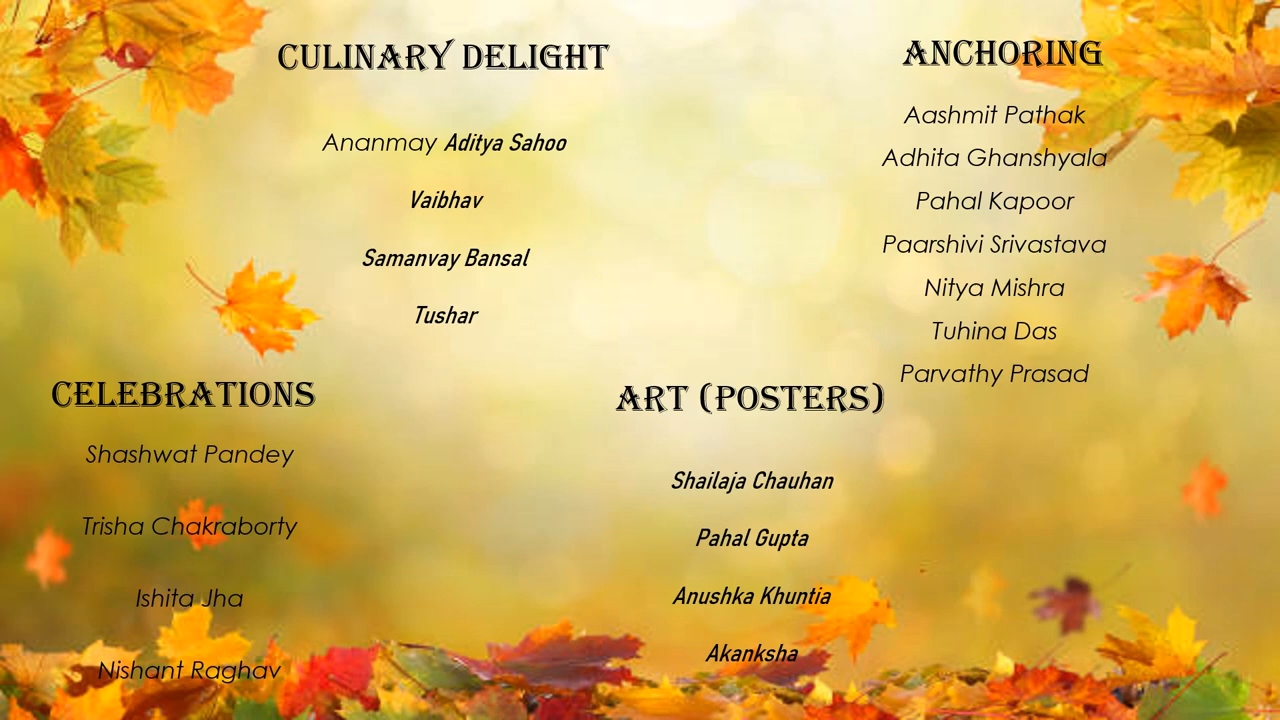 CULINARY DELIGHT
Ananmay Aditya Sahoo
Vaibhav
Samanvay Bansal
Tushar
ANCHORING
Aashmit Pathak
Adhita Ghanshyala
Pahal Kapoor
Paarshivi Srivastava
Nitya Mishra
Tuhina Das
Parvathy Prasad
CELEBRATIONS
Shashwat Pandey
Trisha Chakraborty
Ishita Jha
Nishant Raghav
ART (POSTERS)
Shailaja Chauhan
Pahal Gupta
Anushka Khuntia
Akanksha